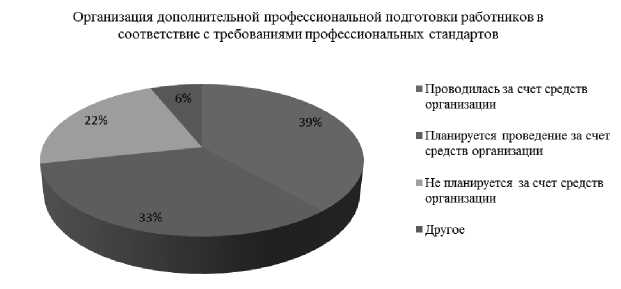 Организация дополнительной профессиональной подготовки работников в
соответствие с требованиями профессиональных стандартов
6%
39%
22%
33%
Проводилась за счет средств
организации
Планируется проведение за счет
средств организации
Не планируется за счет средств
организации
Другое